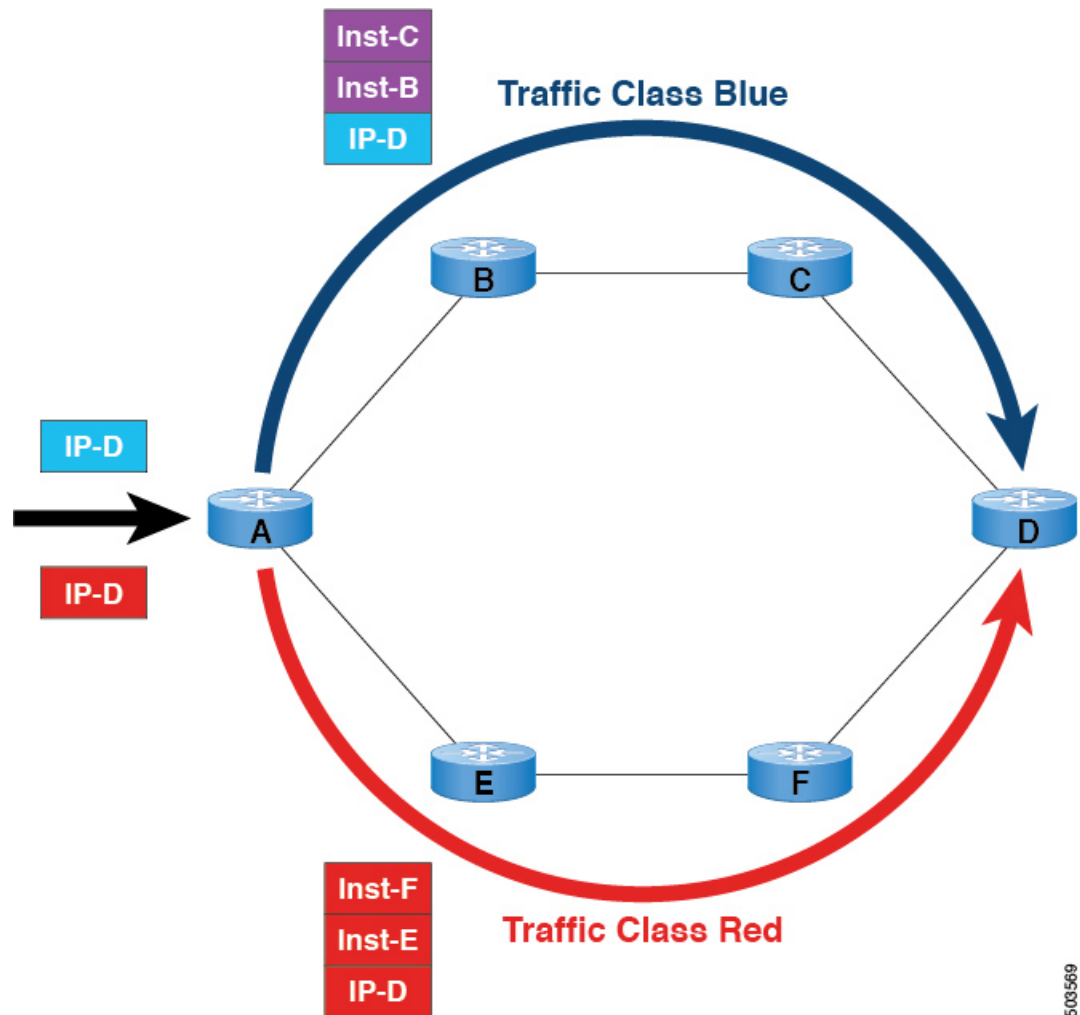 Inst-C
Inst-B
IP-D
Traffic Class Blue
B
C
IP-D
A
D
IP-D
E
F
Inst-F
Inst-E
IP-D
Traffic Class Red
503569